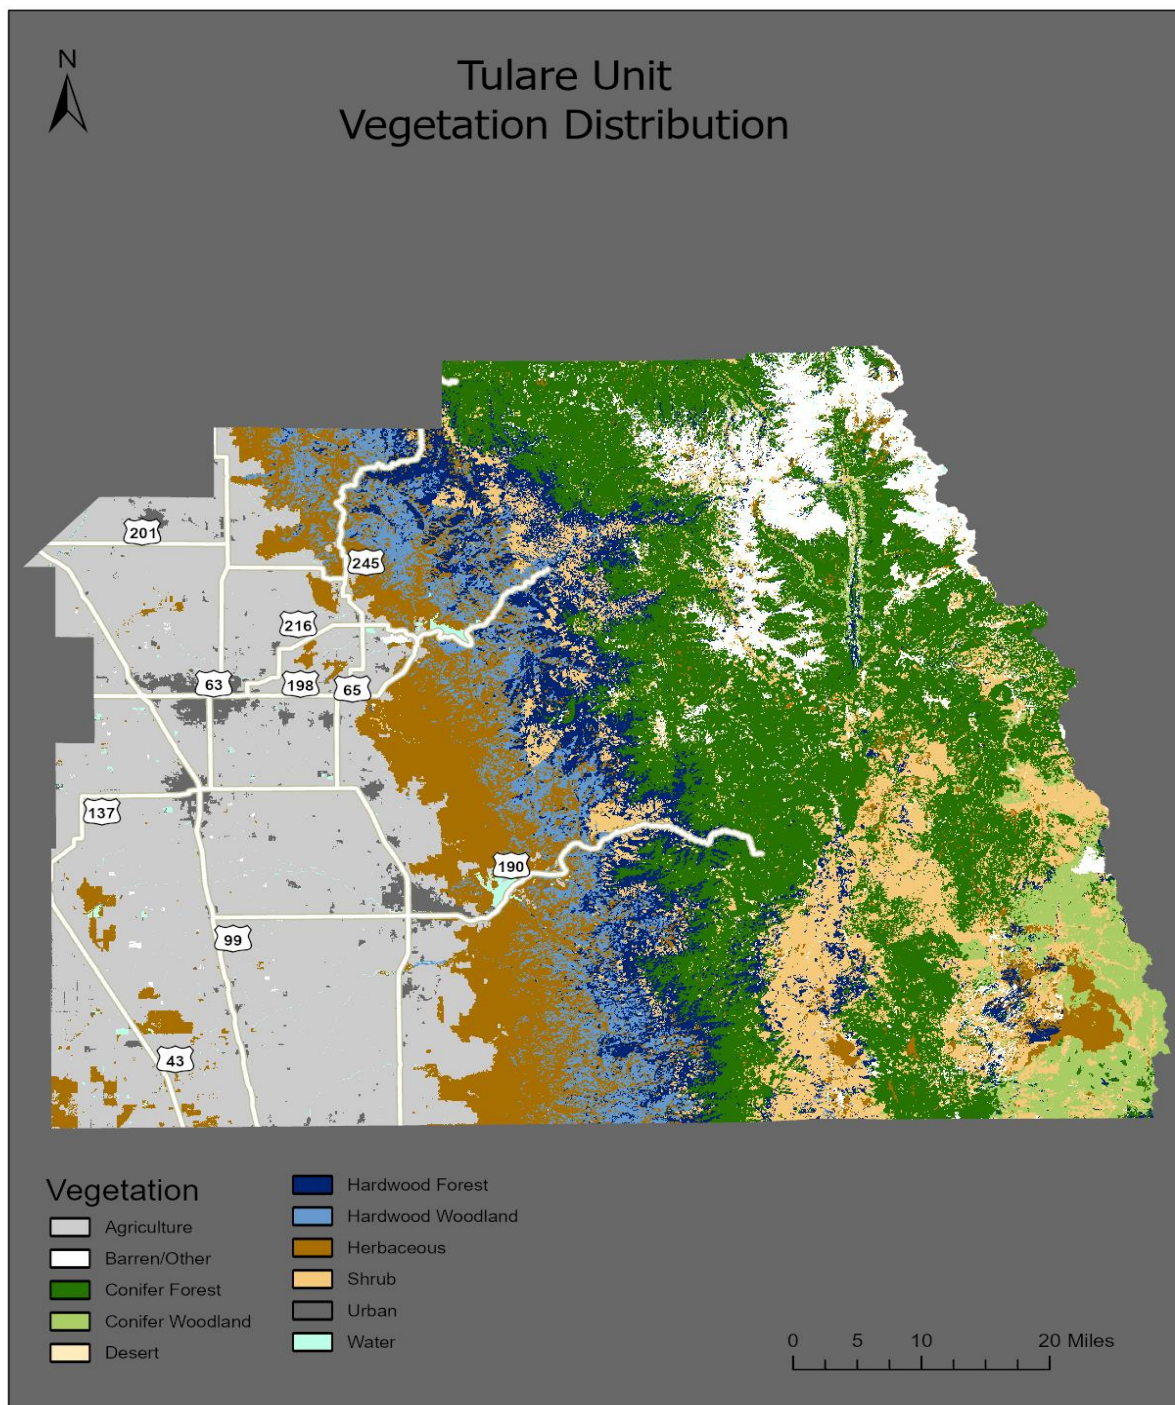 N
Tulare Unit
Vegetation Distribution
201
245
216
63
198
65
137
190
99
43
Vegetation
Agriculture
Barren/Other
Conifer Forest
Conifer Woodland
Desert
Hardwood Forest
Hardwood Woodland
Herbaceous
Shrub
Urban
Water
0 5 10 20 Miles